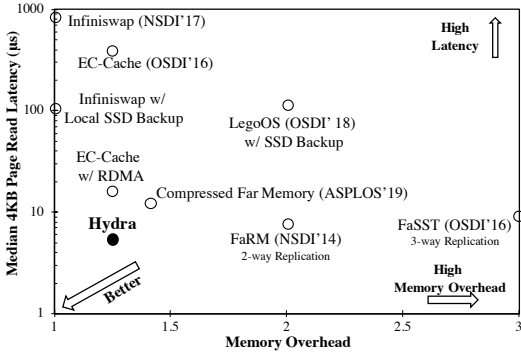 1000
Infiniswap (NSDI'17)
High
Latency
EC-Cache (OSDI'16)
Infiniswap w/
Local SSD Backup
100
LegoOS (OSDI' 18)
w/ SSD Backup
EC-Cache
w/ RDMA
Compressed Far Memory (ASPLOS'19)
10
Hydra
FaRM (NSDI'14)
2-way Replication
FaSST (OSDI'16)
3-way Replication
Better
High
Memory Overhead
1
Median 4KB Page Read Latency (μs)
1
1.5
2
2.5
3
Memory Overhead